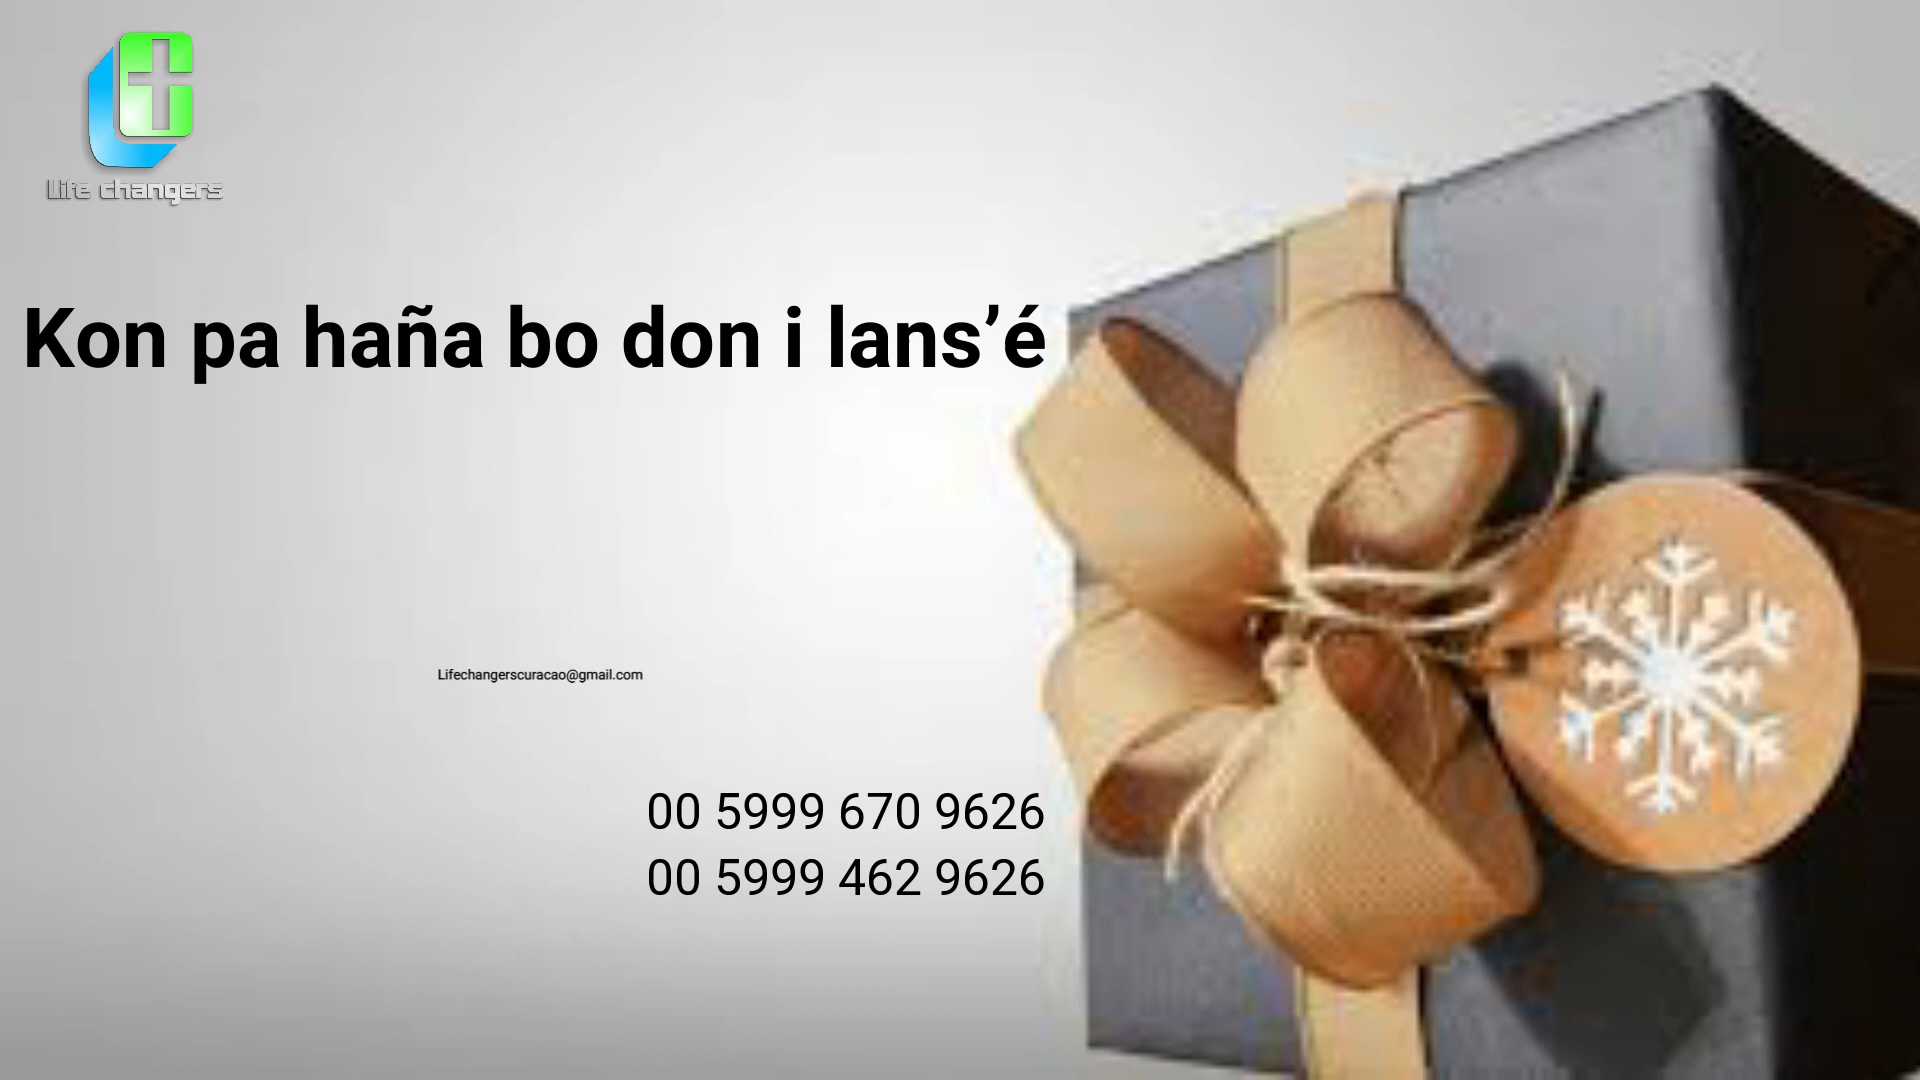 Life changers
Kon pa haña bo don i lans’é
Lifechangerscuracao@gmail.com
00 5999 670 9626
00 5999 462 9626